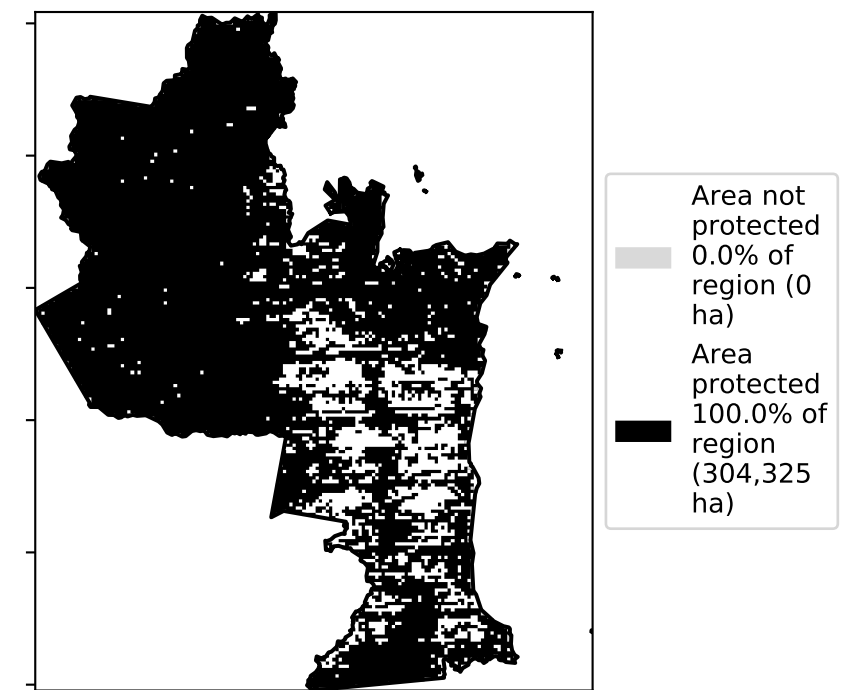 Area not
protected
0.0% of
region (0
ha)
Area
protected
100.0% of
region
(304,325
ha)